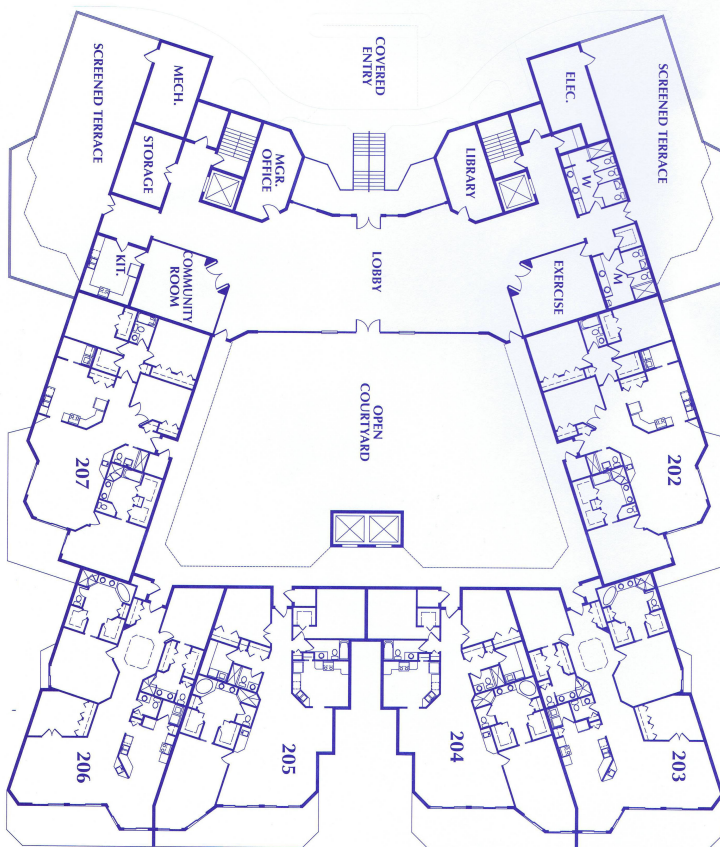 COVERED
ENTRY
SCREENED TERRACE
MECH.
STORAGE
MGR.
OFFICE
LIBRARY
ELEC.
SCREENED TERRACE
W
M
KIT.
COMMUNITY
ROOM
LOBBY
EXERCISE
OPEN
COURTYARD
207
202
206
205
204
203